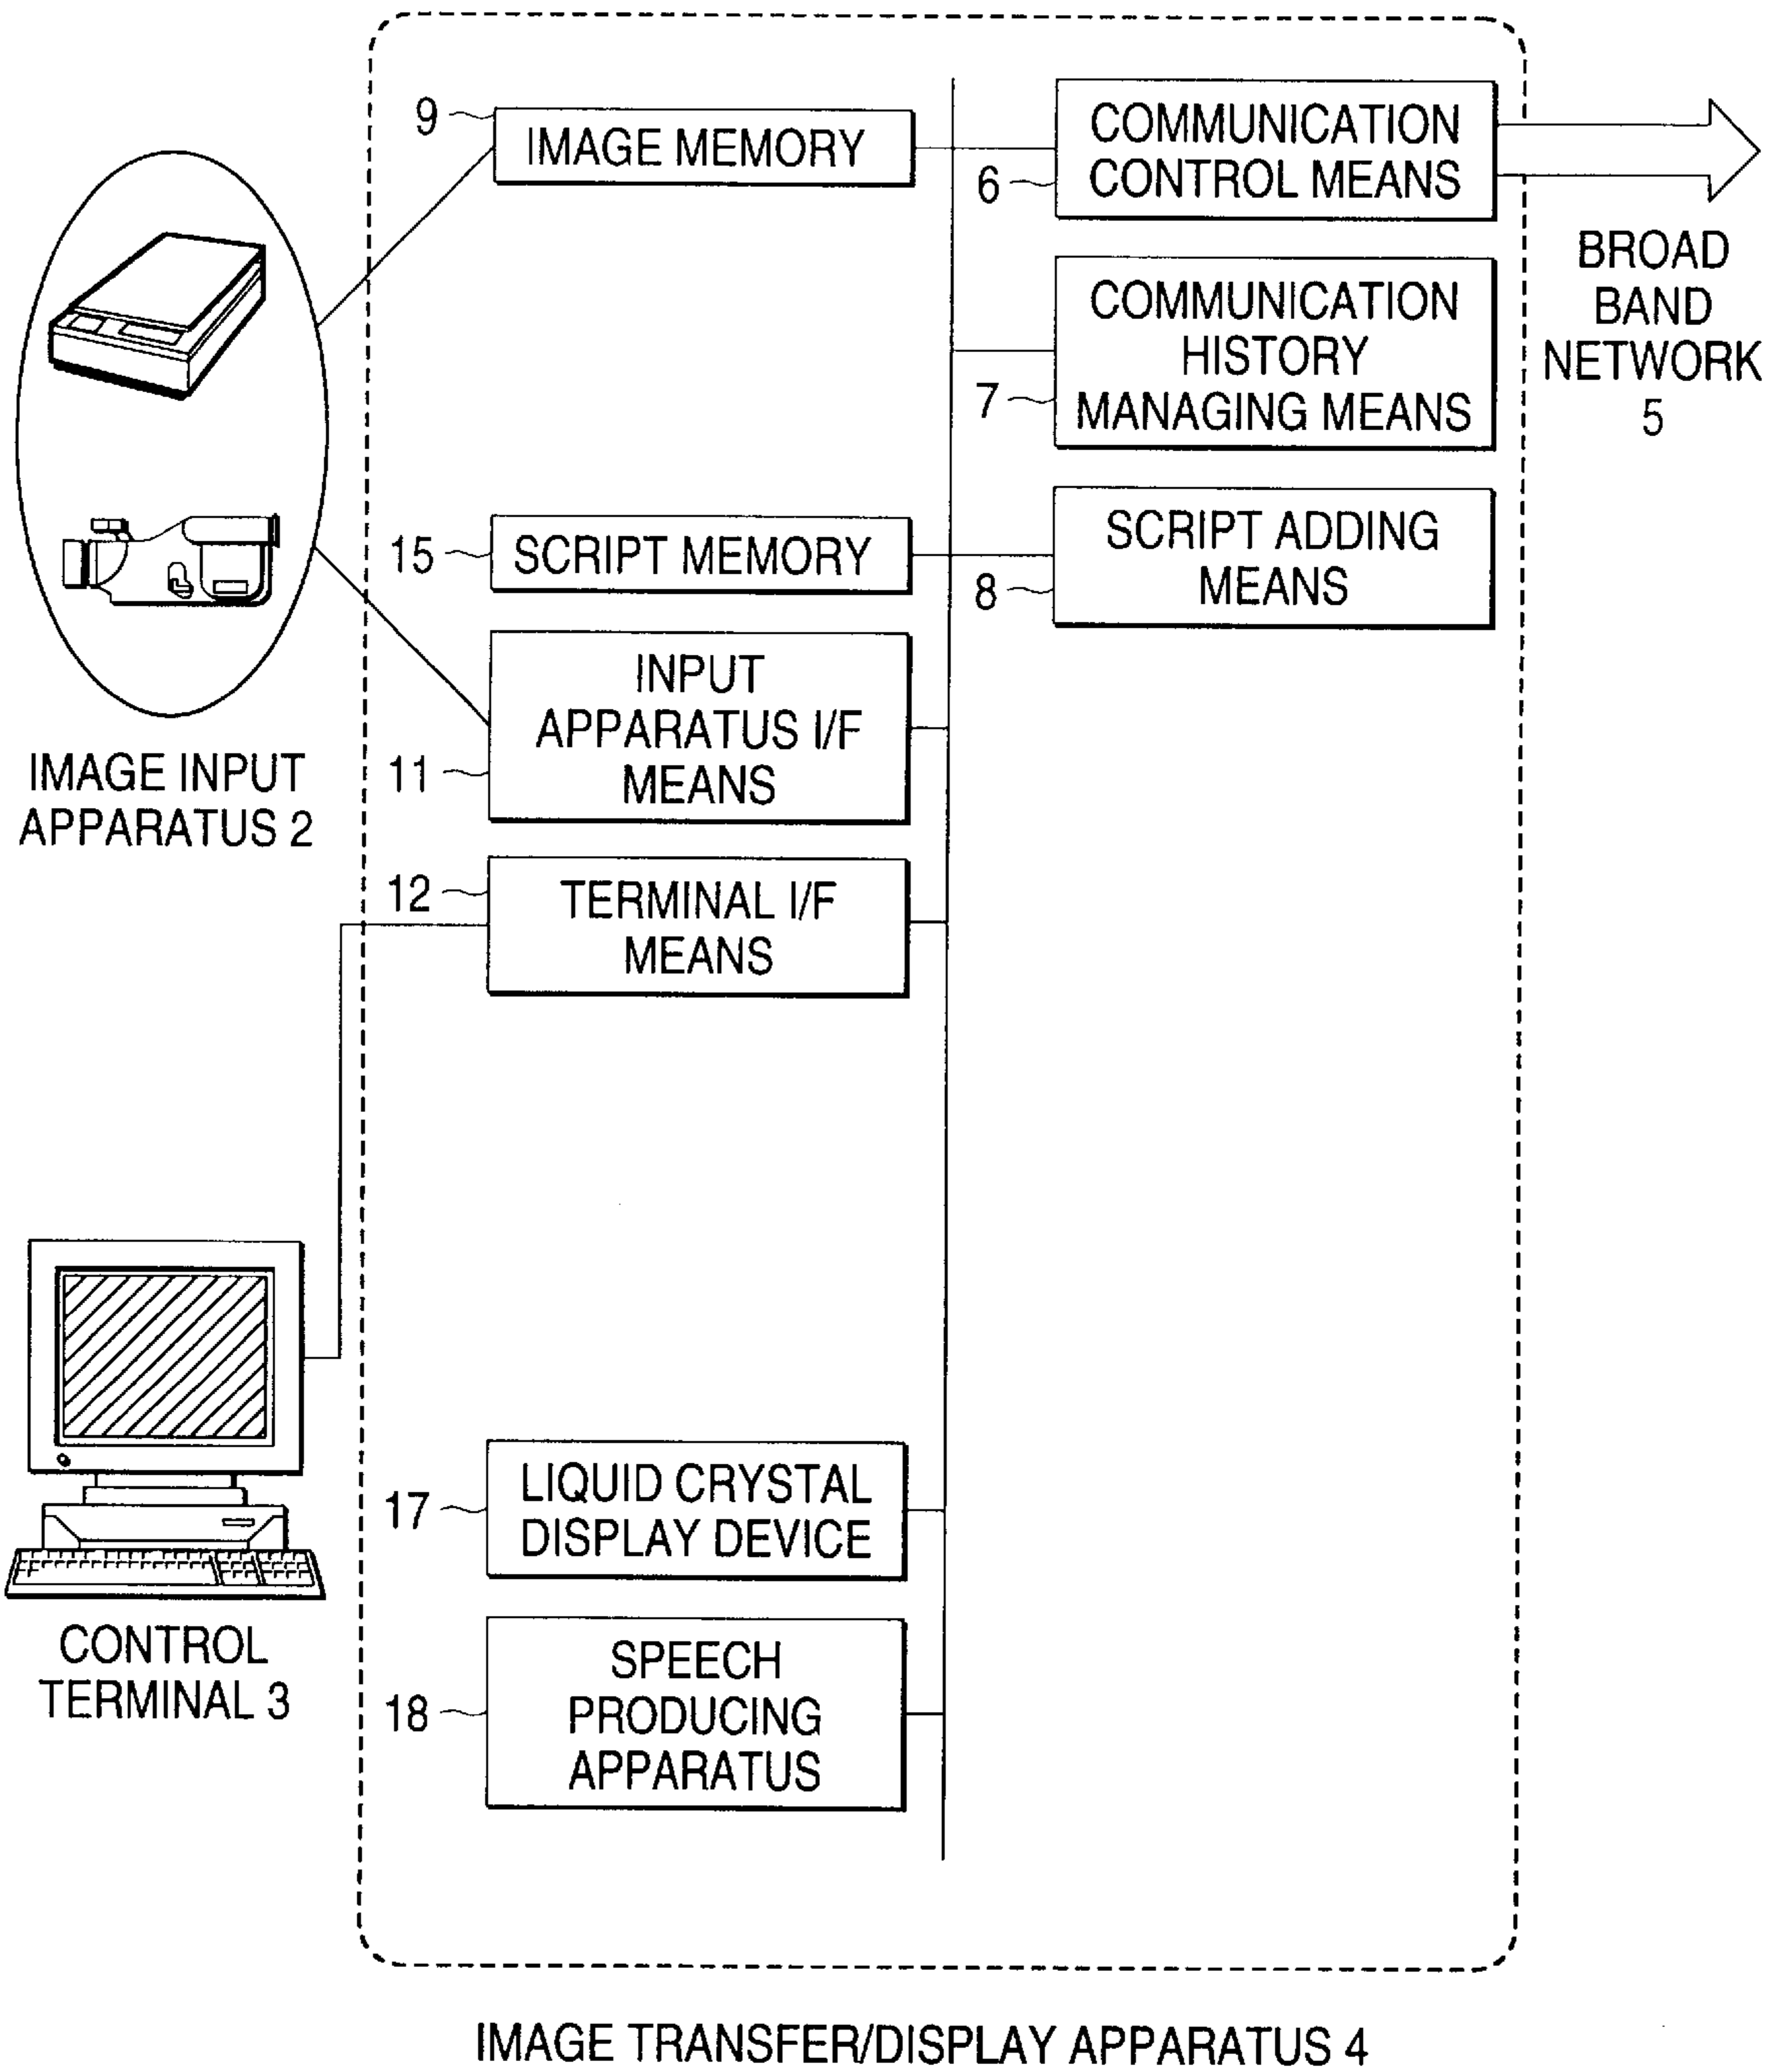 9
IMAGE MEMORY
COMMUNICATION
CONTROL MEANS
6
BROAD
BAND
NETWORK
5
COMMUNICATION
HISTORY
MANAGING MEANS
7
15
SCRIPT MEMORY
SCRIPT ADDING
MEANS
8
INPUT
APPARATUS I/F
MEANS
11
IMAGE INPUT
APPARATUS 2
12
TERMINAL I/F
MEANS
17
LIQUID CRYSTAL
DISPLAY DEVICE
CONTROL
TERMINAL 3
18
SPEECH
PRODUCING
APPARATUS
IMAGE TRANSFER/DISPLAY APPARATUS 4